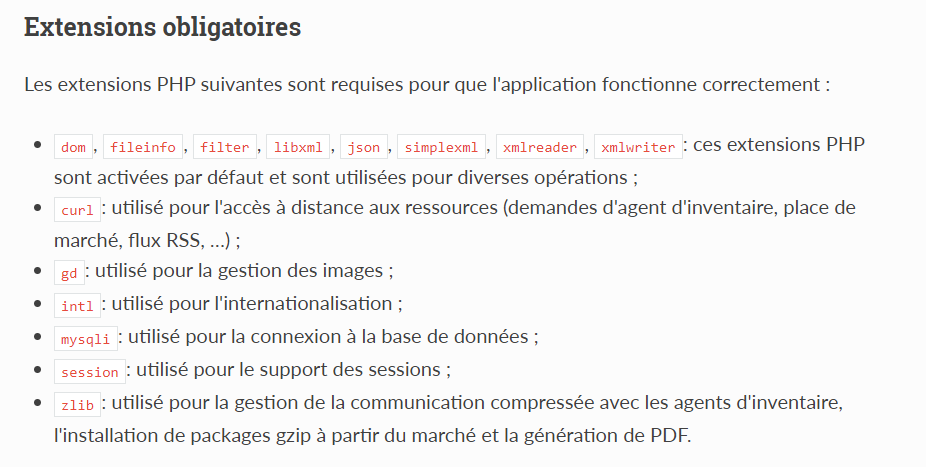 Extensions obligatoires
Les extensions PHP suivantes sont requises pour que l'application fonctionne correctement :
• dom, fileinfo, filter, libxml, json, simplexml, xmlreader, xmlwriter: ces extensions PHP
sont activées par défaut et sont utilisées pour diverses opérations ;
• curl: utilisé pour l'accès à distance aux ressources (demandes d'agent d'inventaire, place de
marché, flux RSS, …) ;
• gd: utilisé pour la gestion des images ;
• intl: utilisé pour l'internationalisation ;
• mysqli: utilisé pour la connexion à la base de données ;
• session: utilisé pour le support des sessions ;
• zlib: utilisé pour la gestion de la communication compressée avec les agents d'inventaire,
l'installation de packages gzip à partir du marché et la génération de PDF.